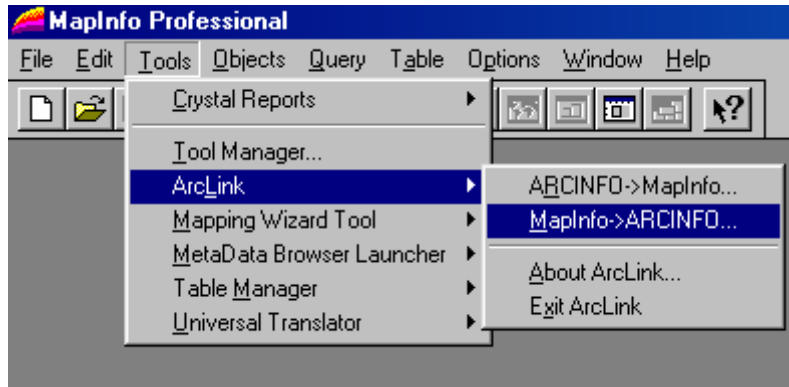 MapInfo Professional
File Edit Tools Objects Query Table Options Window Help
Crystal Reports
Tool Manager...
ArcLink
Mapping Wizard Tool
MetaData Browser Launcher
Table Manager
Universal Translator
ARCINFO->MapInfo...
MapInfo->ARCINFO...
About ArcLink...
Exit ArcLink